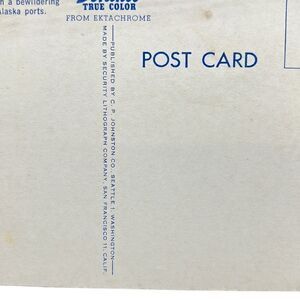 n a bewildering
Alaska ports.
TRUE COLOR
FROM EKTACHROME
POST CARD
PUBLISHED BY C. P. JOHNSTON CO., SEATTLE 1, WASHINGTON
MADE BY SECURITY LITHOGRAPH COMPANY, SAN FRANCISCO 11, CALIF.